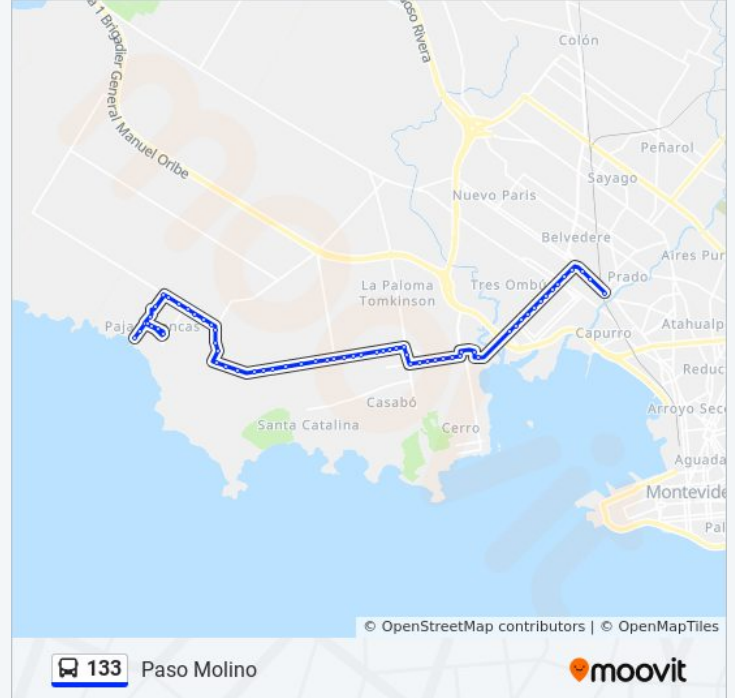 a 1 Brigadier General Manuel Oribe
oso Rivera
Colón
Peñarol
Sayago
Nuevo Paris
Belvedere
Aires Pur
Prado
La Paloma
Tomkinson
Tres Ombú
Capurro
Atahualp
Reduc
Casabó
Arroyo Sec
Santa Catalina
Cerro
Aguada
Montevide
Pal
moovit
© OpenStreetMap contributors | © OpenMapTiles
133 Paso Molino
moovit